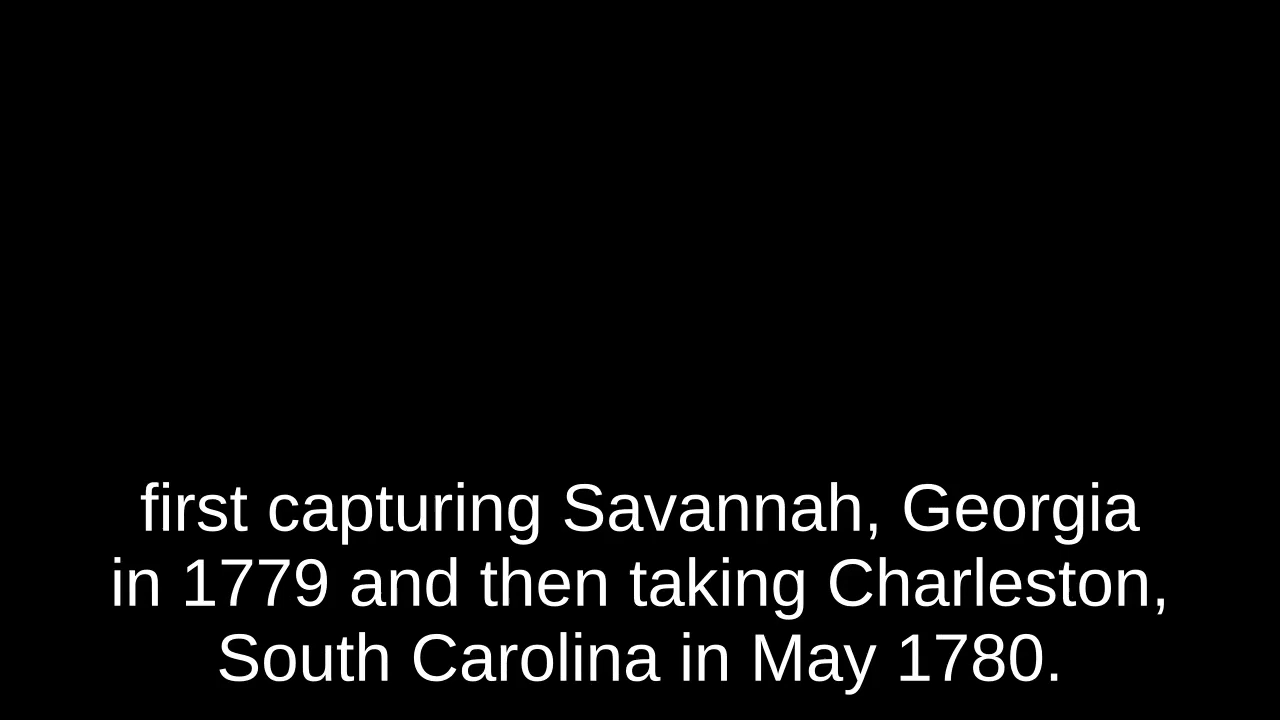 first capturing Savannah, Georgia
in 1779 and then taking Charleston,
South Carolina in May 1780.